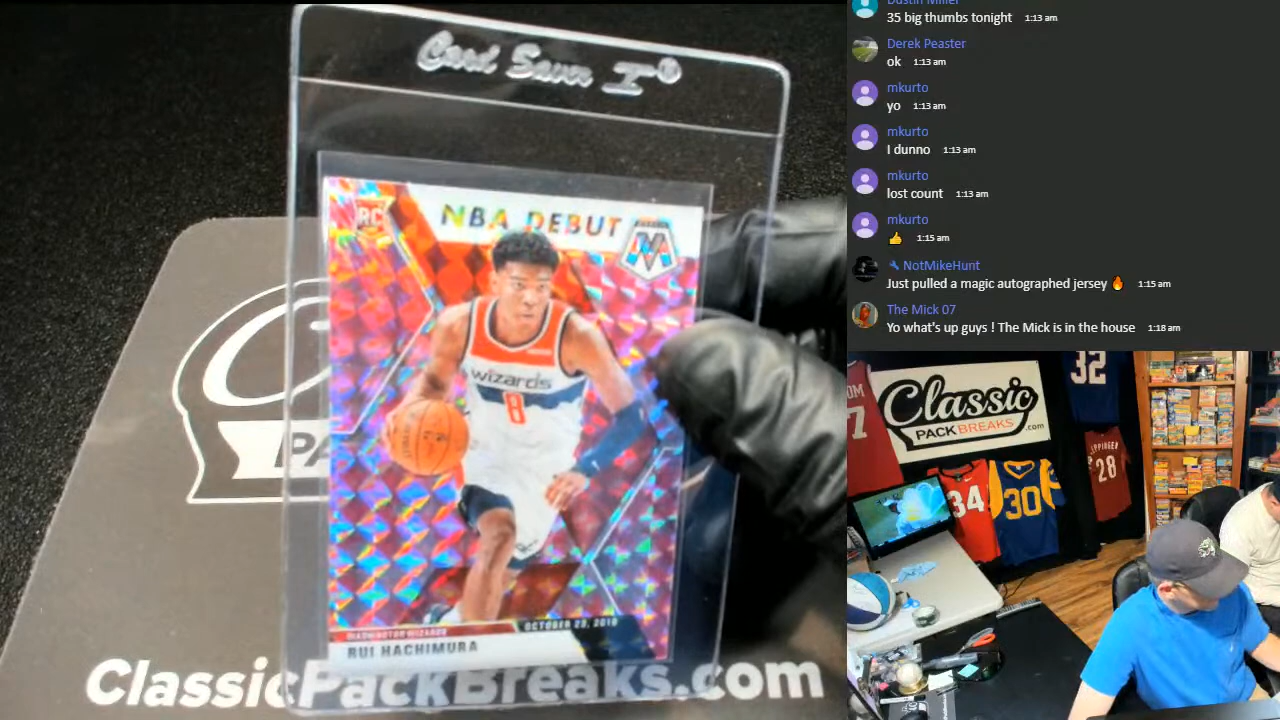 Card Saver I®
RC
NBA DEBUT
wizards
8
OCTOBER 23, 2019
WASHINGTON WIZARDS
RUI HACHIMURA
PA
ClassicPackBreaks.com
35 big thumbs tonight 1:13 am
Derek Peaster
ok 1:13 am
mkurto
yo 1:13 am
mkurto
I dunno 1:13 am
mkurto
lost count 1:13 am
mkurto
👍 1:15 am
NotMikeHunt
Just pulled a magic autographed jersey 🔥 1:15 am
The Mick 07
Yo what's up guys ! The Mick is in the house 1:18 am
Classic
PACK BREAKS.com
32
7
34
30
28